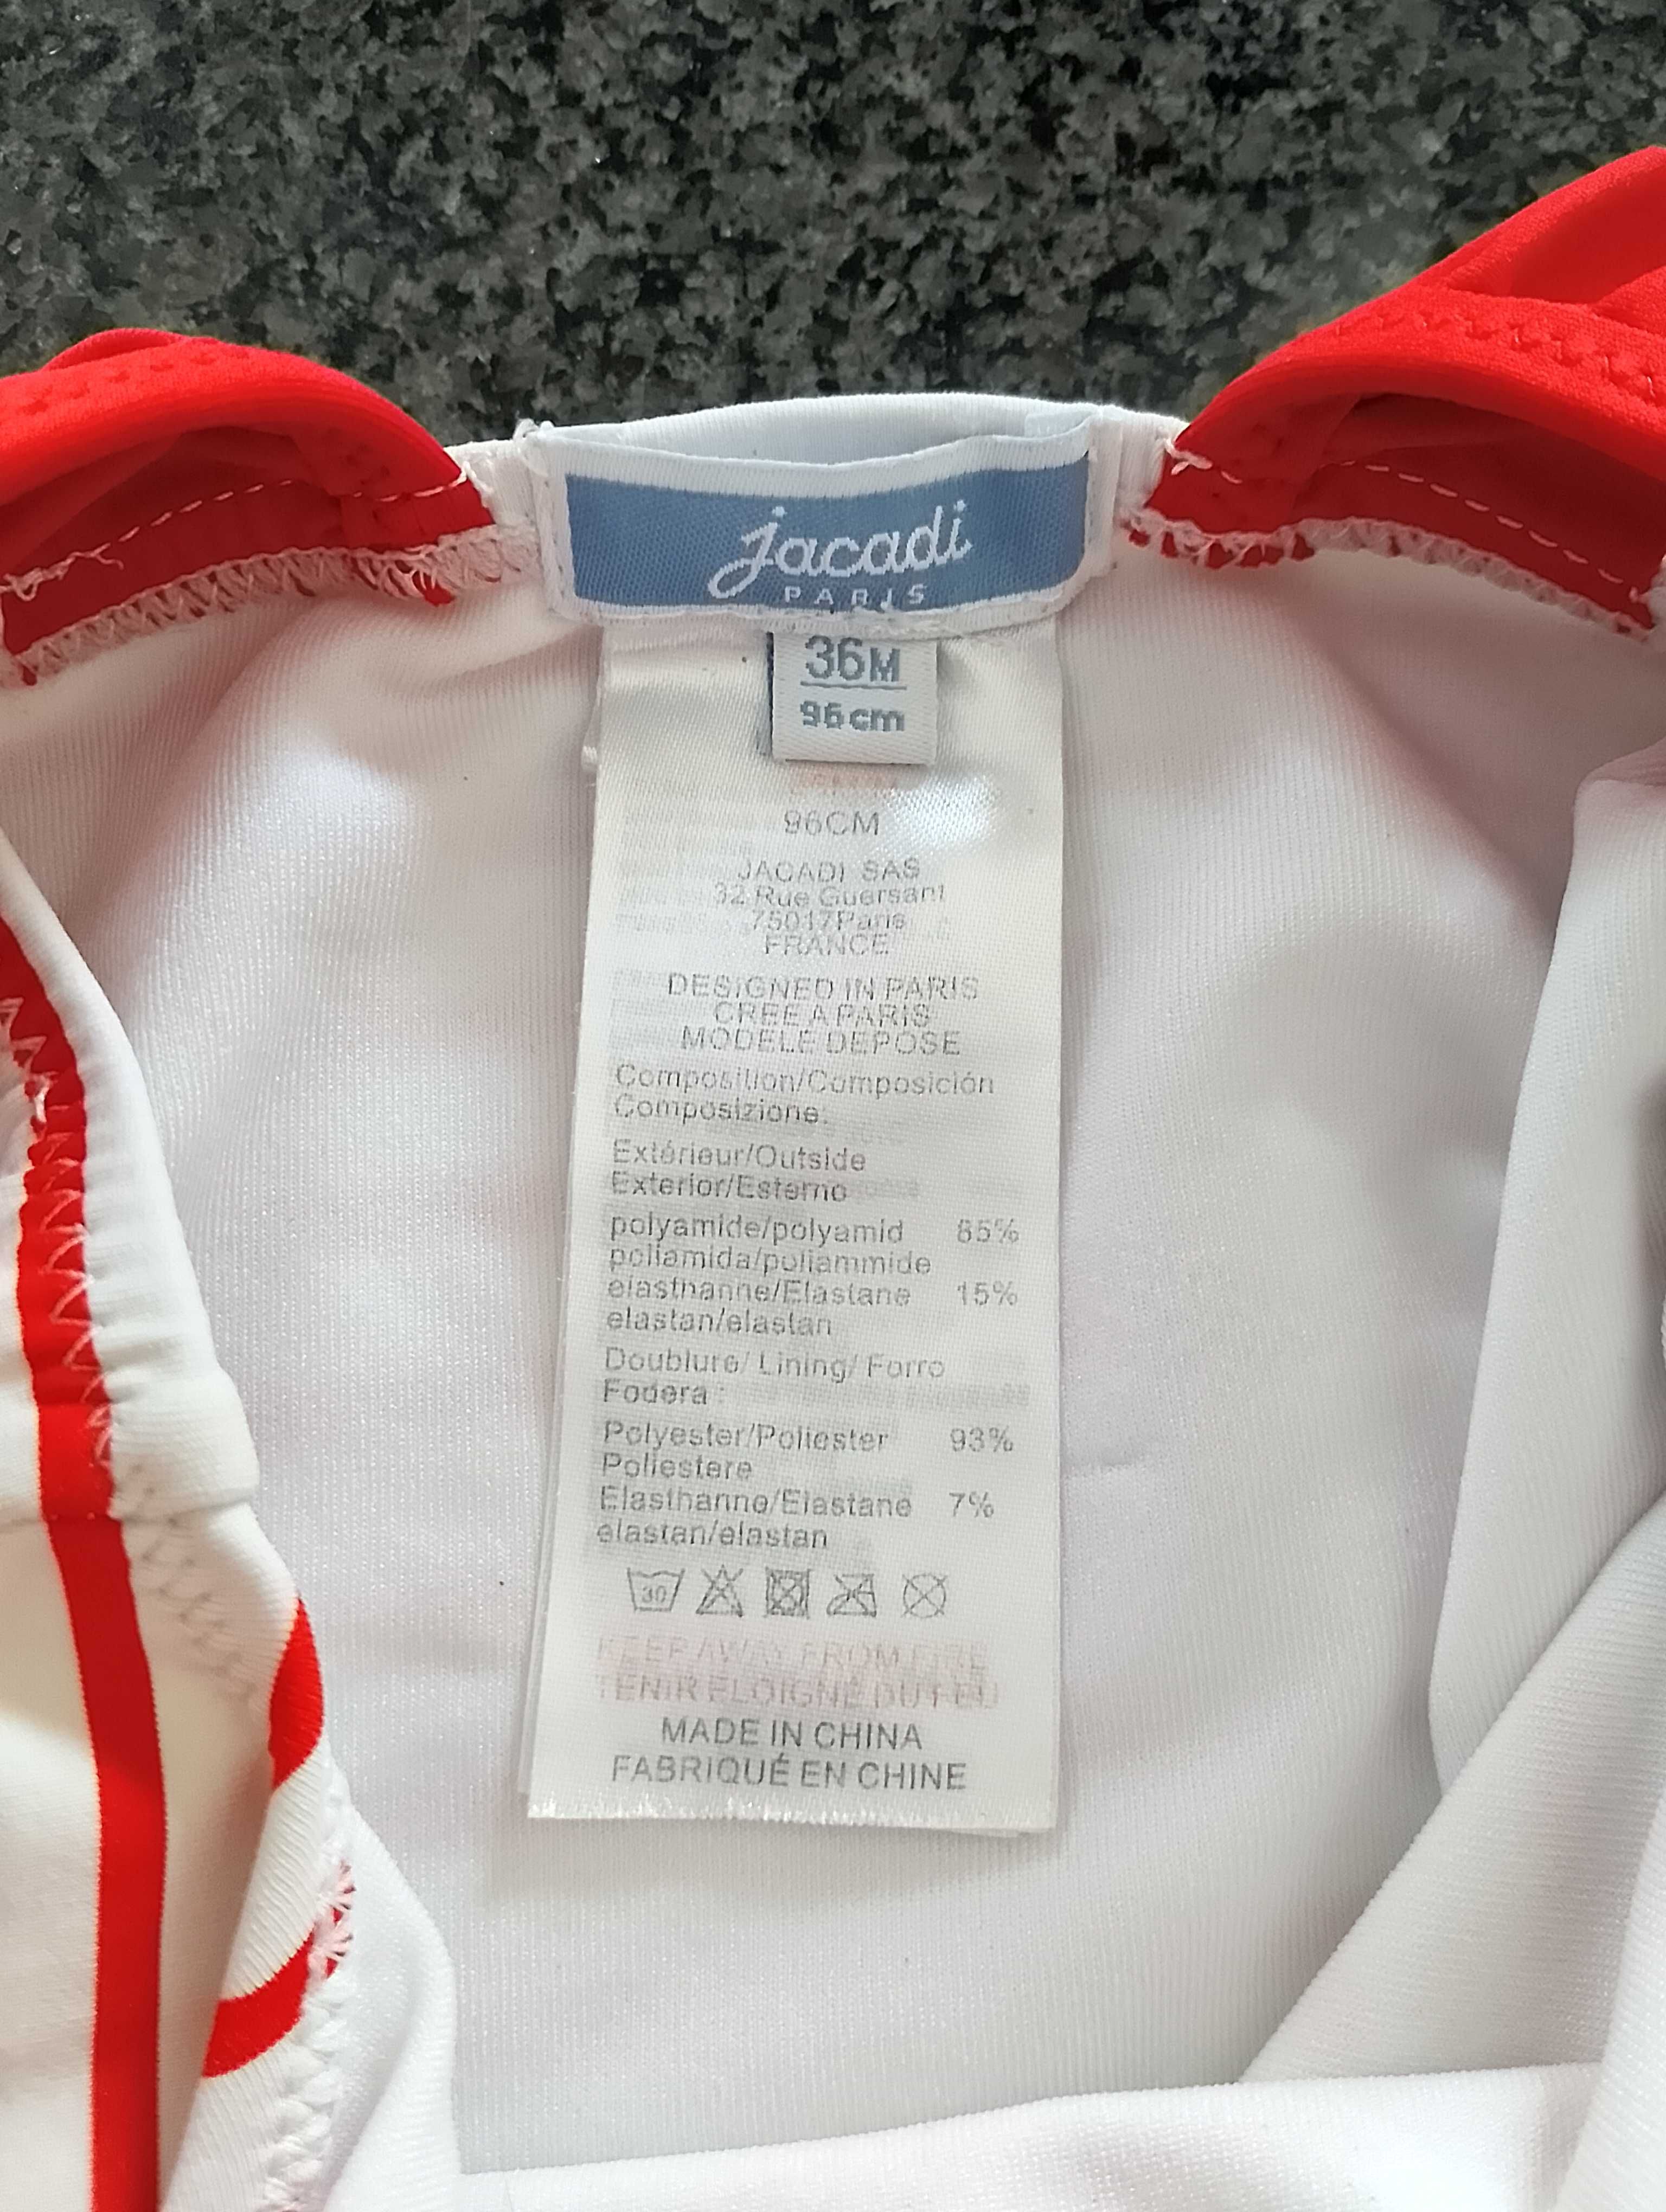 jacadi
PARIS
36M
96cm
96CM
JACADI SAS
32 Rue Guersant
75017Paris
FRANCE
DESIGNED IN PARIS
CREE A PARIS
MODELE DEPOSE
Composition/Composición
Composizione.
Extérieur/Outside
Exterior/Esterno
polyamide/polyamid 85%
poliamida/poliammide
elasthanne/Elastane 15%
elastan/elastan
Doublure/ Lining/ Forro
Fodera :
Polyester/Poliester 93%
Poliestere
Elasthanne/Elastane 7%
elastan/elastan
30
KEEP AWAY FROM FIRE
TENIR ELOIGNE DU FEU
MADE IN CHINA
FABRIQUÉ EN CHINE